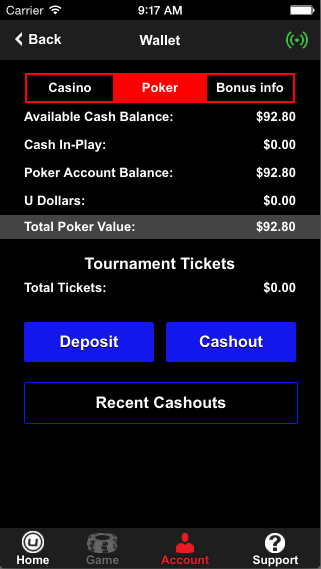 Carrier 9:17 AM
Back Wallet
Casino Poker Bonus info
Available Cash Balance: $92.80
Cash In-Play: $0.00
Poker Account Balance: $92.80
U Dollars: $0.00
Total Poker Value: $92.80
Tournament Tickets
Total Tickets: $0.00
Deposit Cashout
Recent Cashouts
Home Game Account Support